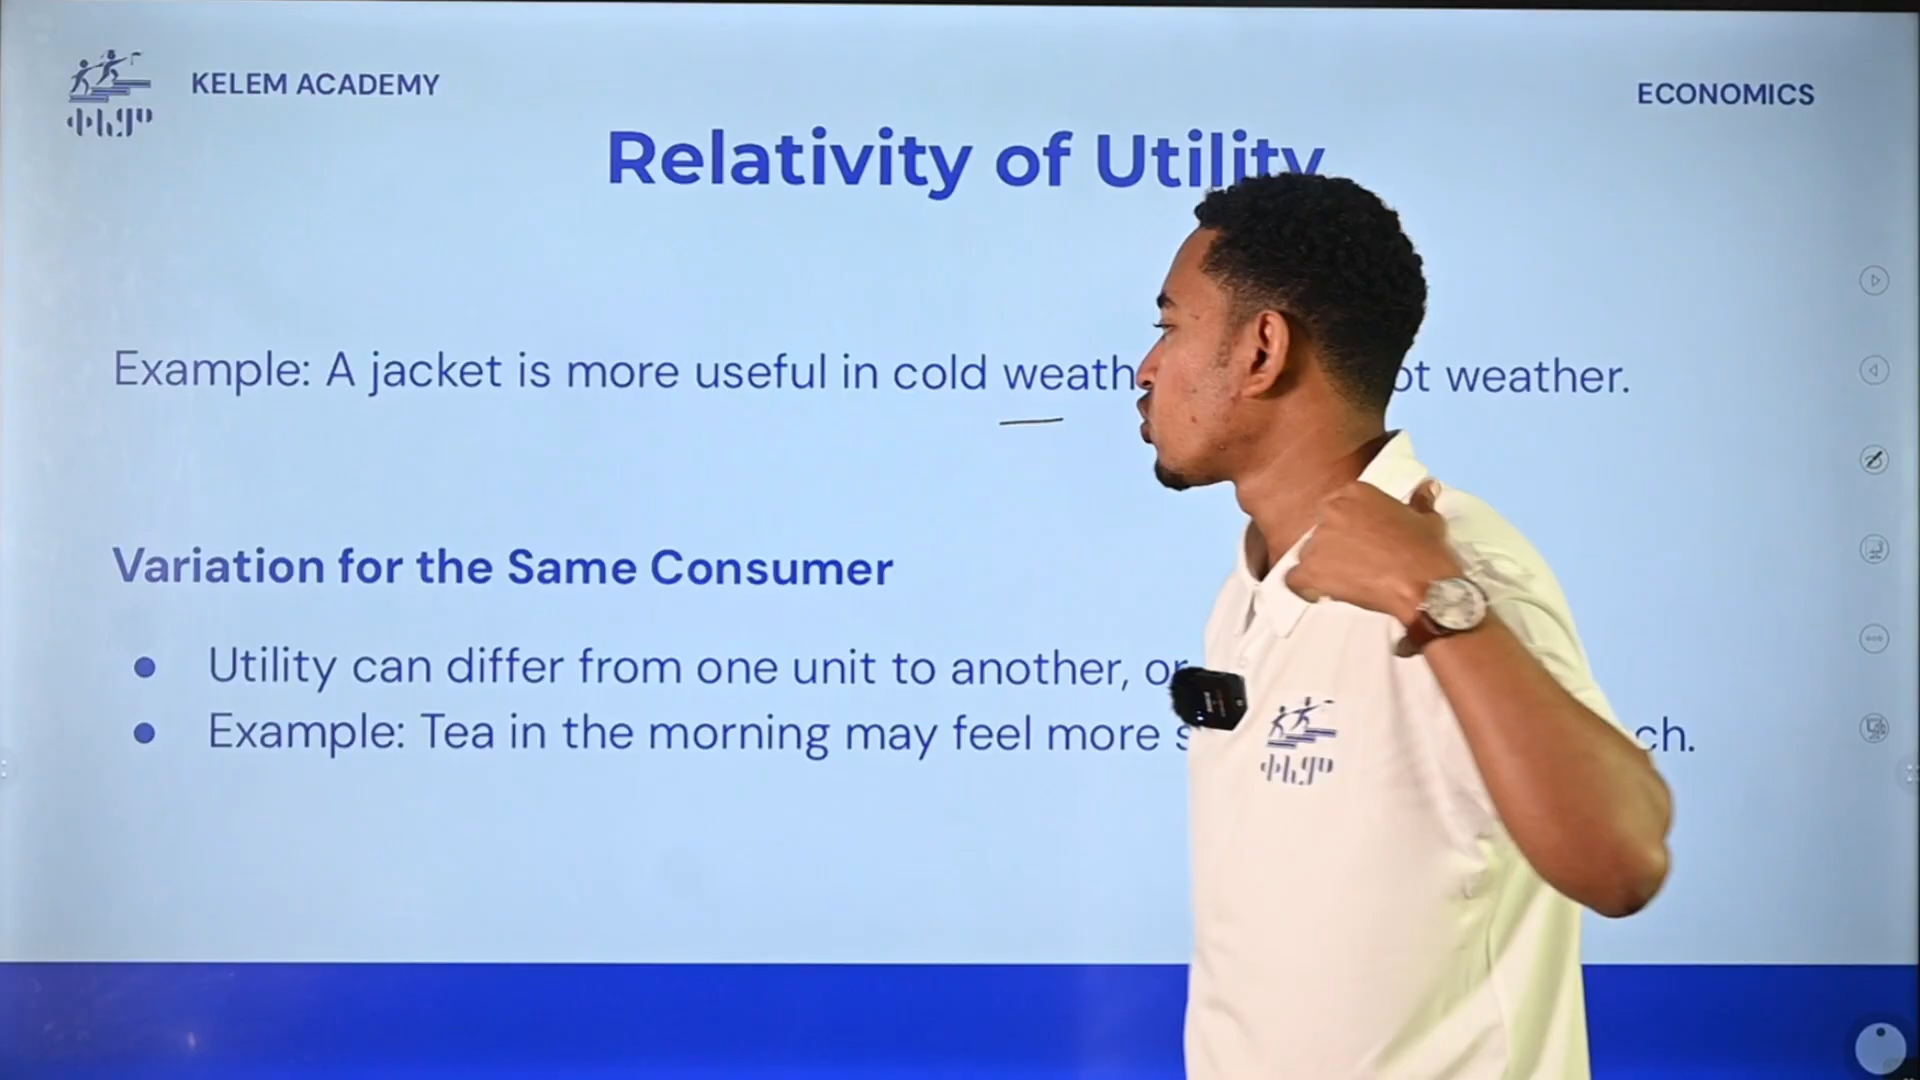 KELEM ACADEMY
ቀለም
ECONOMICS
Relativity of Utility
Example: A jacket is more useful in cold weath ot weather.
Variation for the Same Consumer
• Utility can differ from one unit to another, or
• Example: Tea in the morning may feel more s ch.
ቀለም